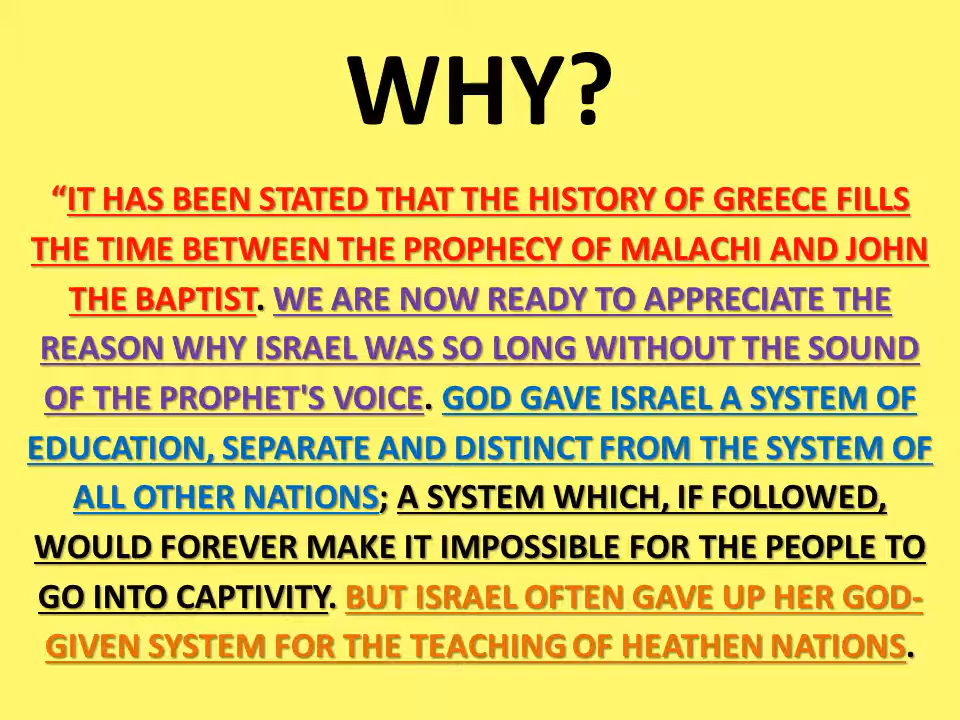 WHY?
“IT HAS BEEN STATED THAT THE HISTORY OF GREECE FILLS
THE TIME BETWEEN THE PROPHECY OF MALACHI AND JOHN
THE BAPTIST. WE ARE NOW READY TO APPRECIATE THE
REASON WHY ISRAEL WAS SO LONG WITHOUT THE SOUND
OF THE PROPHET'S VOICE. GOD GAVE ISRAEL A SYSTEM OF
EDUCATION, SEPARATE AND DISTINCT FROM THE SYSTEM OF
ALL OTHER NATIONS; A SYSTEM WHICH, IF FOLLOWED,
WOULD FOREVER MAKE IT IMPOSSIBLE FOR THE PEOPLE TO
GO INTO CAPTIVITY. BUT ISRAEL OFTEN GAVE UP HER GOD-
GIVEN SYSTEM FOR THE TEACHING OF HEATHEN NATIONS.